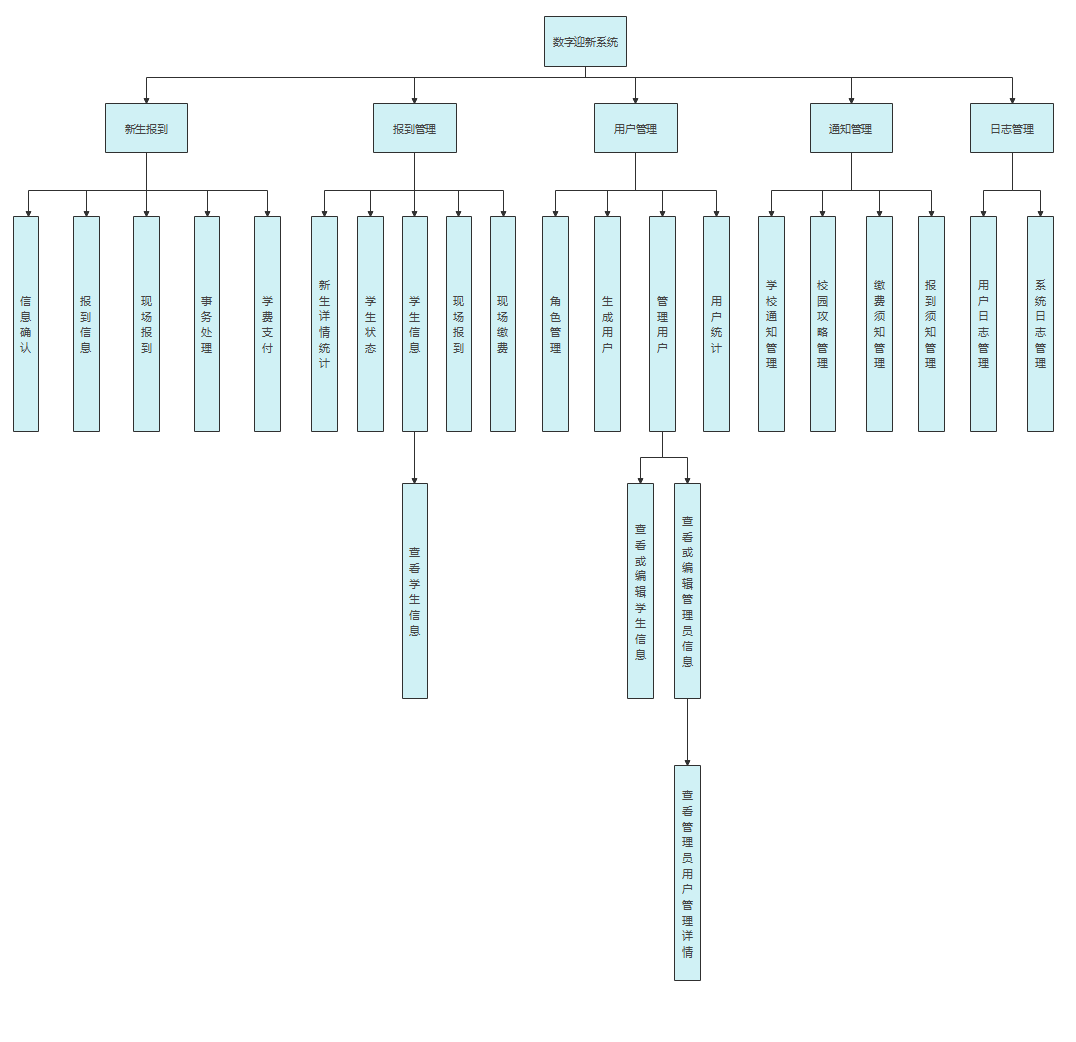 数字迎新系统
新生报到
报到管理
用户管理
通知管理
日志管理
信息确认
报到信息
现场报到
事务处理
学费支付
新生详情统计
学生状态
学生信息
现场报到
现场缴费
角色管理
生成用户
管理用户
用户统计
学校通知管理
校园攻略管理
缴费须知管理
报到须知管理
用户日志管理
系统日志管理
查看学生信息
查看或编辑学生信息
查看或编辑管理员信息
查看管理员用户管理详情